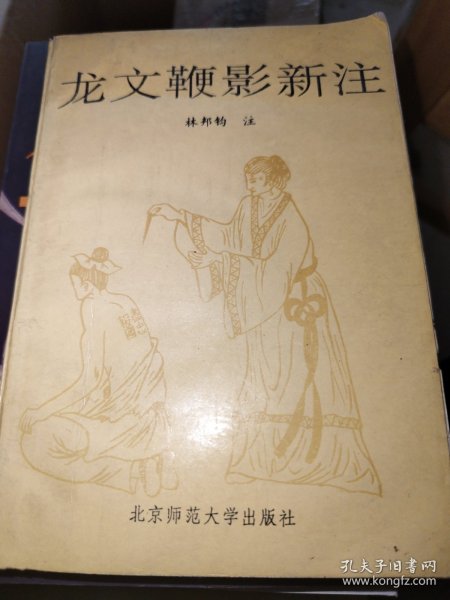 龙文鞭影新注
林邦钧 注
北京师范大学出版社
孔夫子旧书网
www.kongfz.com